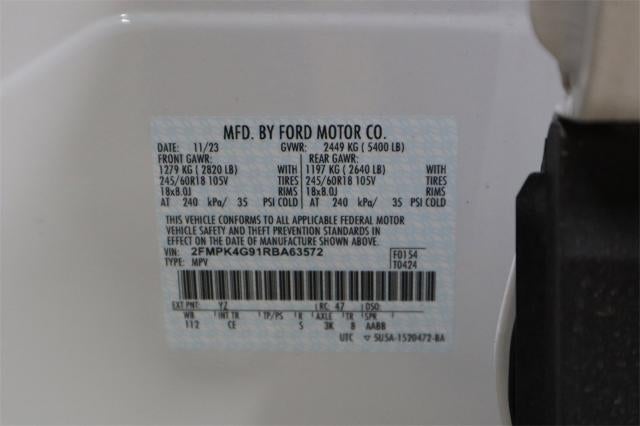 MFD. BY FORD MOTOR CO.
DATE: 11/23 GVWR: 2449 KG ( 5400 LB)
FRONT GAWR: REAR GAWR:
1279 KG ( 2820 LB) WITH 1197 KG ( 2640 LB) WITH
245/60R18 105V TIRES 245/60R18 105V TIRES
18x8.0J 18x8.0J
AT 240 kPa/ 35 PSI COLD AT 240 kPa/ 35 PSI COLD
THIS VEHICLE CONFORMS TO ALL APPLICABLE FEDERAL MOTOR
VEHICLE SAFETY AND THEFT PREVENTION STANDARDS IN
EFFECT ON THE DATE OF MANUFACTURE SHOWN ABOVE.
VIN: 2FMPK4G91RBA63572 F0154
TYPE: MPV T0424
EXT PNT: YZ RC: 47 DSO:
WB INT TR TP/PS R AXLE TR SPR
112 CE S 3K 8 AABB
UTC ▽ 5U5A-1520472-BA